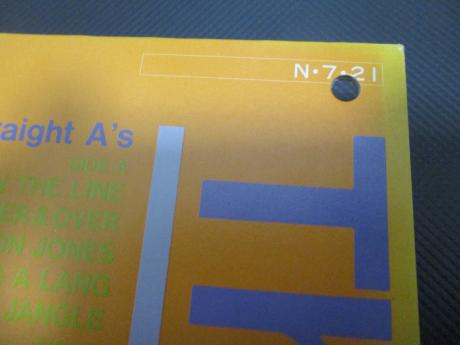 N·7·21
aight A's
SIDE A
THE LINE
ER & OVER
ON JONES
A LANG
JANGLE
T